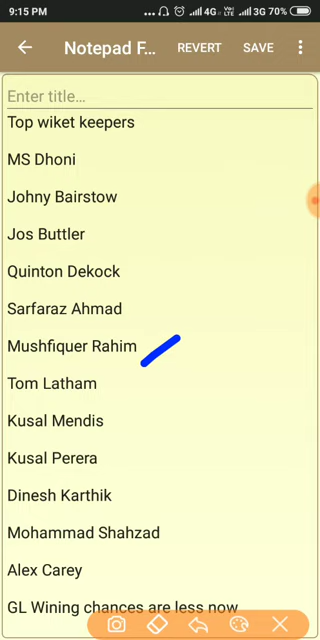 9:15 PM ... 4G VoLTE 3G 70%
Notepad F... REVERT SAVE
Enter title...
Top wiket keepers
MS Dhoni
Johny Bairstow
Jos Buttler
Quinton Dekock
Sarfaraz Ahmad
Mushfiquer Rahim
Tom Latham
Kusal Mendis
Kusal Perera
Dinesh Karthik
Mohammad Shahzad
Alex Carey
GL Wining chances are less now